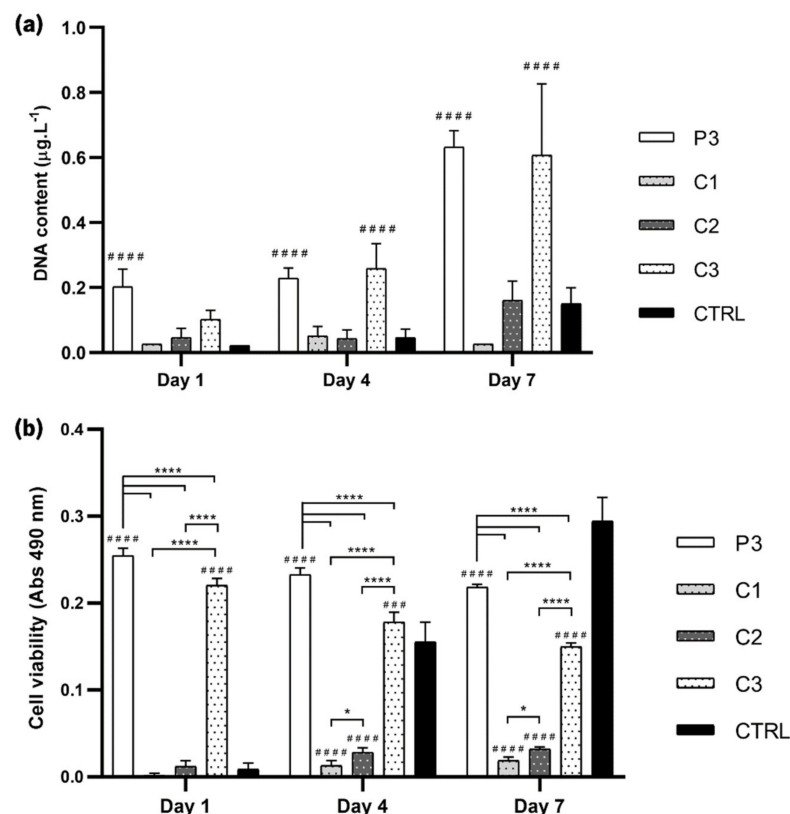 (a)
DNA content (μg.L⁻¹)
1.0
0.8
0.6
0.4
0.2
0.0
####
####
####
####
####
Day 1
Day 4
Day 7
P3
C1
C2
C3
CTRL
(b)
Cell viability (Abs 490 nm)
0.4
0.3
0.2
0.1
0.0
****
****
****
####
####
****
****
****
####
###
*
####
####
****
****
****
####
####
*
####
####
Day 1
Day 4
Day 7
P3
C1
C2
C3
CTRL